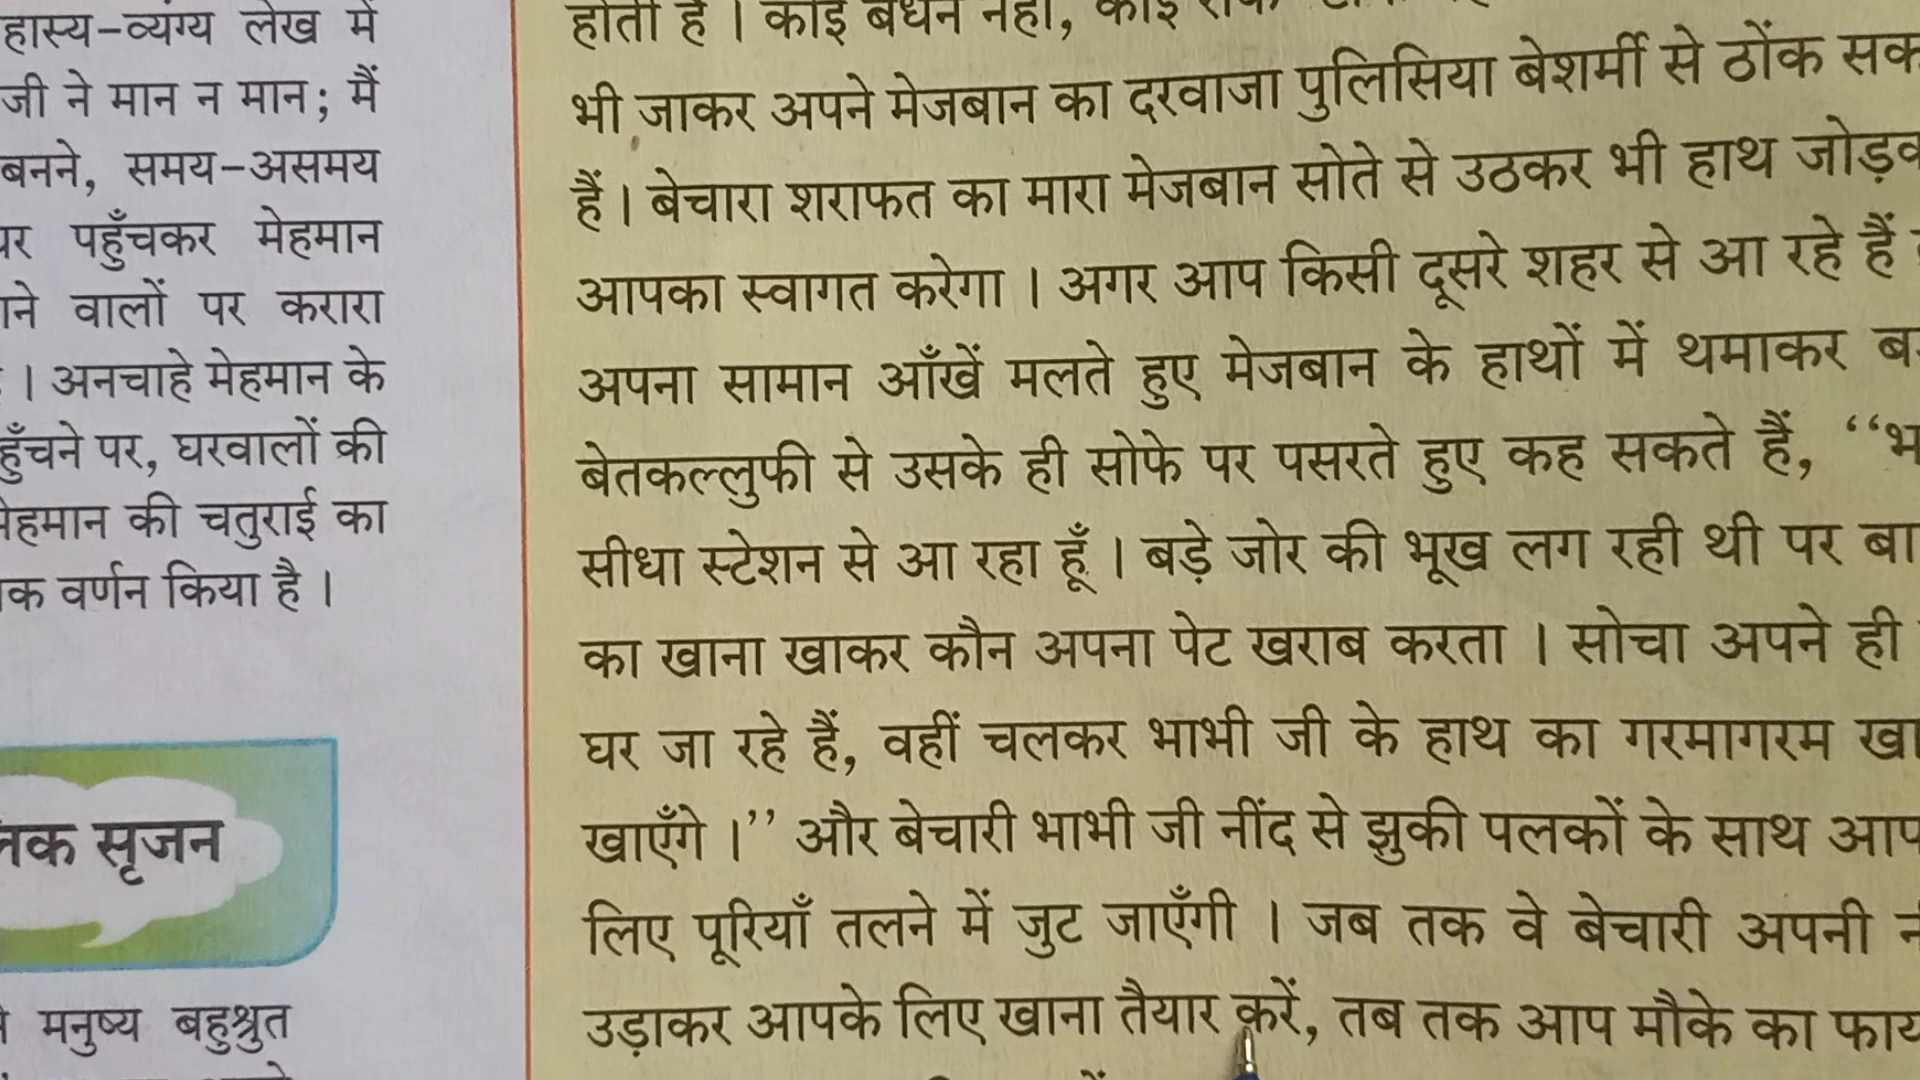 हास्य-व्यंग्य लेख में
जी ने मान न मान; मैं
बनने, समय-असमय
पहुँचकर मेहमान
वालों पर करारा
। अनचाहे मेहमान के
पर, घरवालों की
की चतुराई का
वर्णन किया है ।
सृजन
मनुष्य बहुश्रुत
होती है । कोई बंधन नहीं, कोई
भी जाकर अपने मेजबान का दरवाजा पुलिसिया बेशर्मी से ठोंक
हैं । बेचारा शराफत का मारा मेजबान सोते से उठकर भी हाथ
आपका स्वागत करेगा । अगर आप किसी दूसरे शहर से आ रहे हैं
अपना सामान आँखें मलते हुए मेजबान के हाथों में थमाकर
बेतकल्लुफी से उसके ही सोफे पर पसरते हुए कह सकते हैं, ‘‘
सीधा स्टेशन से आ रहा हूँ । बड़े जोर की भूख लग रही थी पर
का खाना खाकर कौन अपना पेट खराब करता । सोचा अपने ही
घर जा रहे हैं, वहीं चलकर भाभी जी के हाथ का गरमागरम
खाएँगे ।’’ और बेचारी भाभी जी नींद से झुकी पलकों के साथ
लिए पूरियाँ तलने में जुट जाएँगी । जब तक वे बेचारी अपनी
उड़ाकर आपके लिए खाना तैयार करें, तब तक आप मौके का